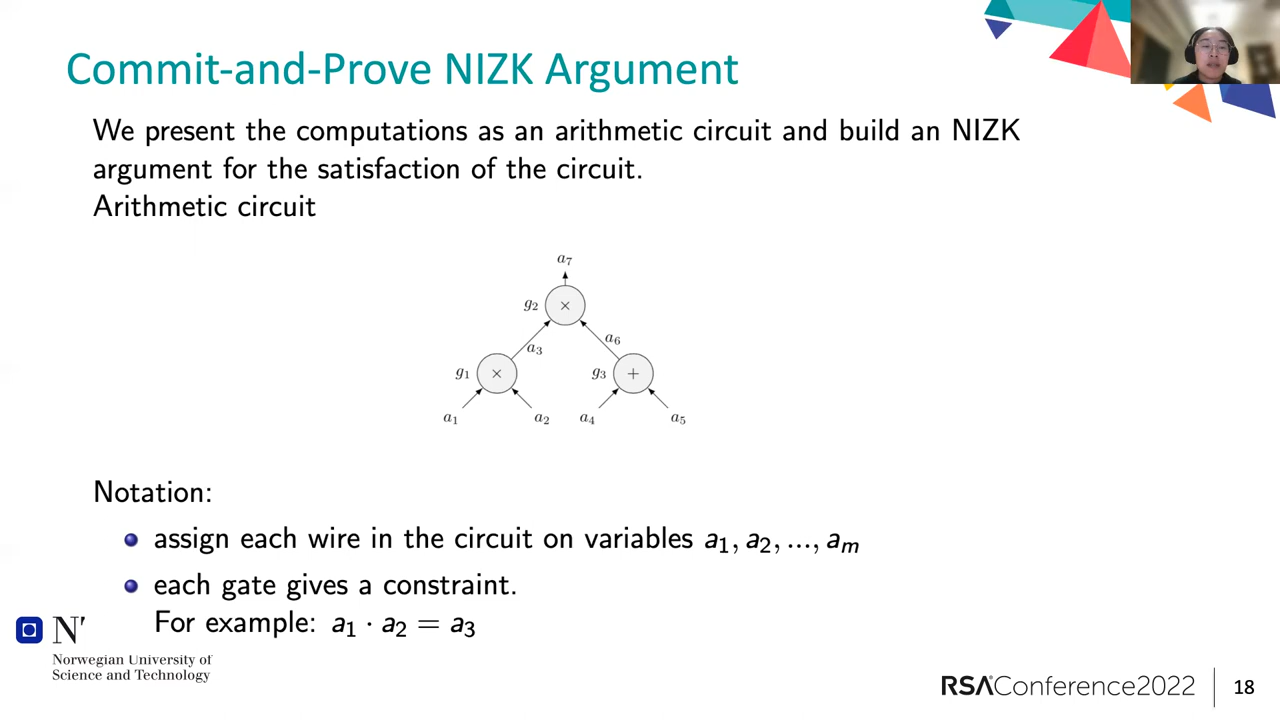 Commit-and-Prove NIZK Argument
We present the computations as an arithmetic circuit and build an NIZK
argument for the satisfaction of the circuit.
Arithmetic circuit
a₇
g₂ ×
a₃ a₆
g₁ × g₃ +
a₁ a₂ a₄ a₅
Notation:
assign each wire in the circuit on variables a₁, a₂, ..., aₘ
each gate gives a constraint.
For example: a₁ · a₂ = a₃
N'
Norwegian University of
Science and Technology
RSAConference2022 18